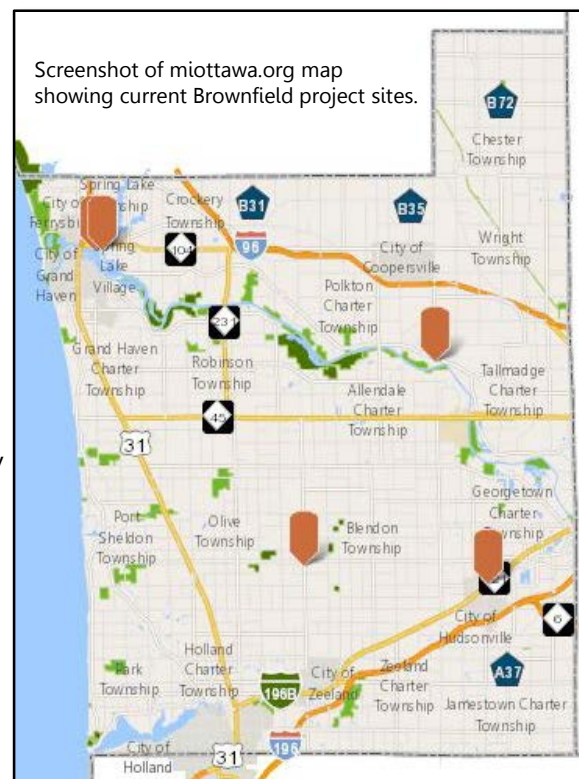 Screenshot of miottawa.org map
showing current Brownfield project sites.
B72
Chester
Township
Spring Lake
Township
City of
Ferrysburg
Crockery
Township
B31
B35
Wright
Township
104
96
City of
Coopersville
City of
Grand
Haven
Spring
Lake
Village
Polkton
Charter
Township
231
Grand Haven
Charter
Township
Robinson
Township
Tallmadge
Charter
Township
Allendale
Charter
Township
45
31
Georgetown
Charter
Township
Port
Sheldon
Township
Olive
Township
Blendon
Township
6
City of
Hudsonville
Holland
Charter
Township
Park
Township
196B
City of
Zeeland
Zeeland
Charter
Township
A37
Jamestown Charter
Township
City of
Holland
31
196